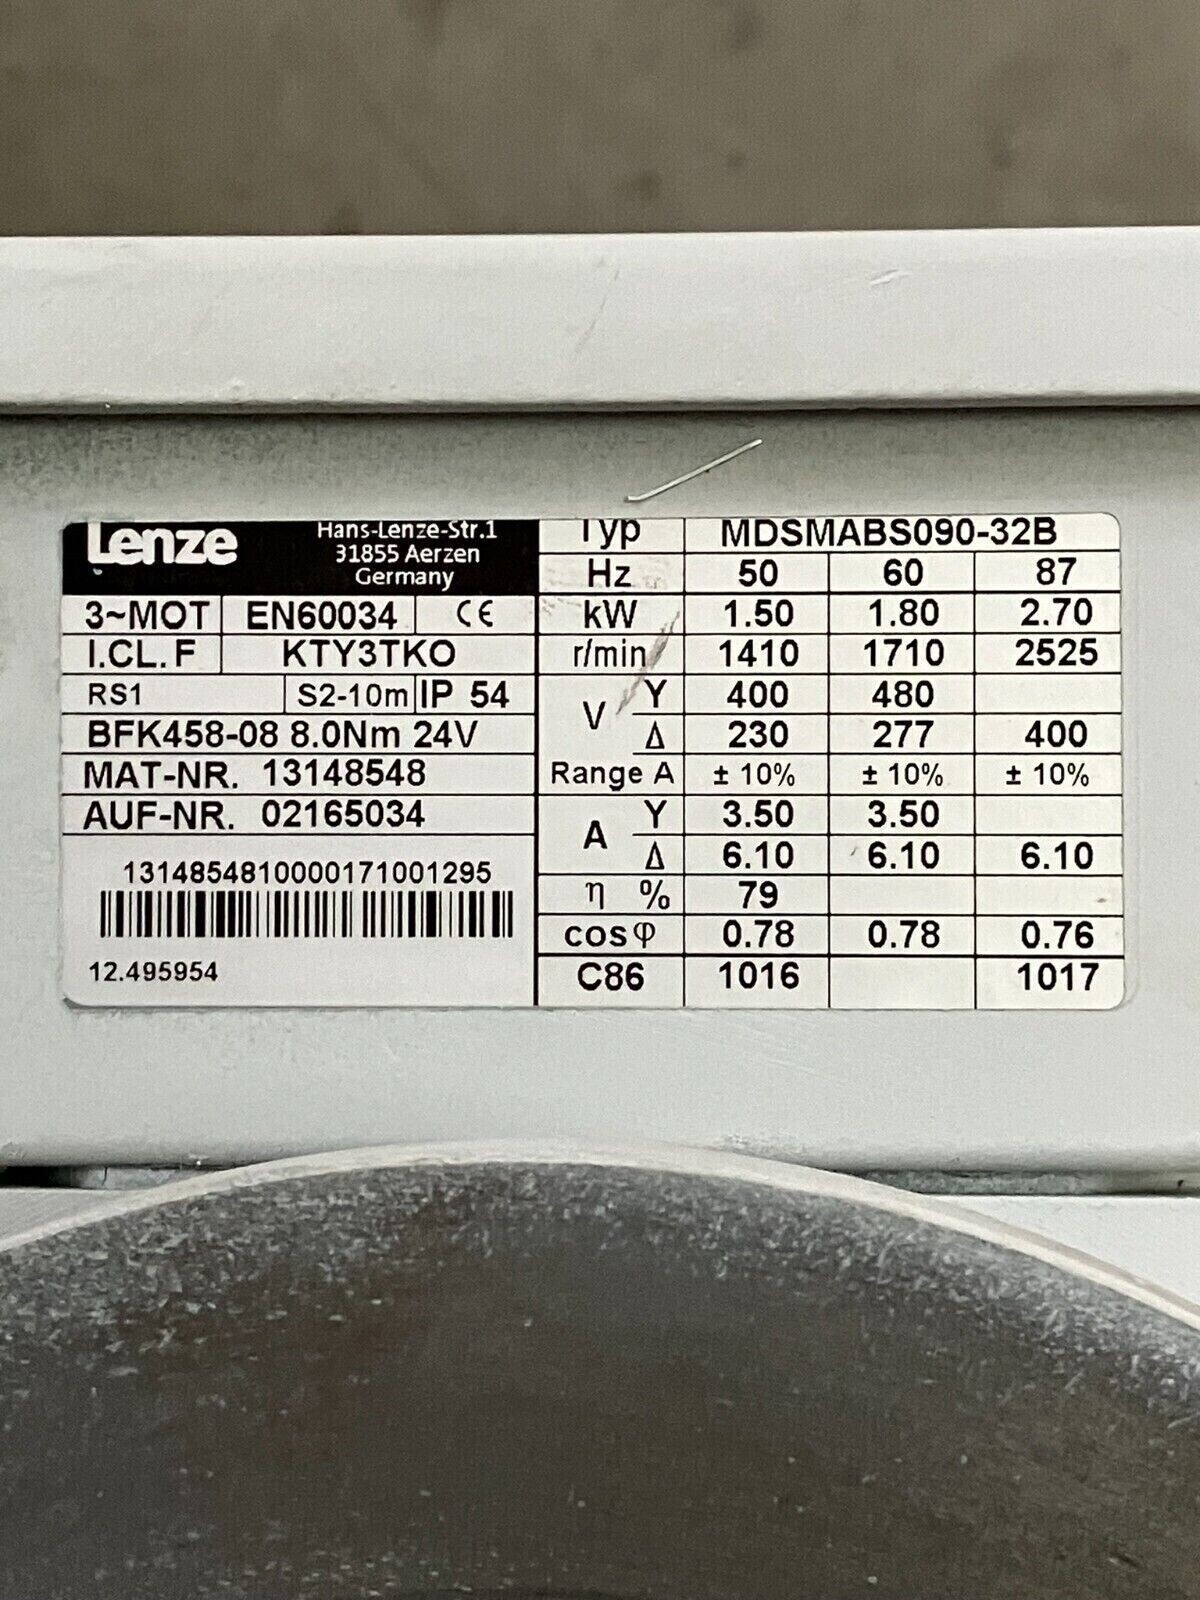 Lenze
Hans-Lenze-Str.1
31855 Aerzen
Germany
3~MOT EN60034 CE
I.CL. F KTY3TKO
RS1 S2-10m IP 54
BFK458-08 8.0Nm 24V
MAT-NR. 13148548
AUF-NR. 02165034
1314854810000171001295
12.495954
Typ MDSMABS090-32B
Hz 50 60 87
kW 1.50 1.80 2.70
r/min 1410 1710 2525
V Y 400 480
Δ 230 277 400
Range A ± 10% ± 10% ± 10%
A Y 3.50 3.50
Δ 6.10 6.10 6.10
η % 79
cos φ 0.78 0.78 0.76
C86 1016 1017